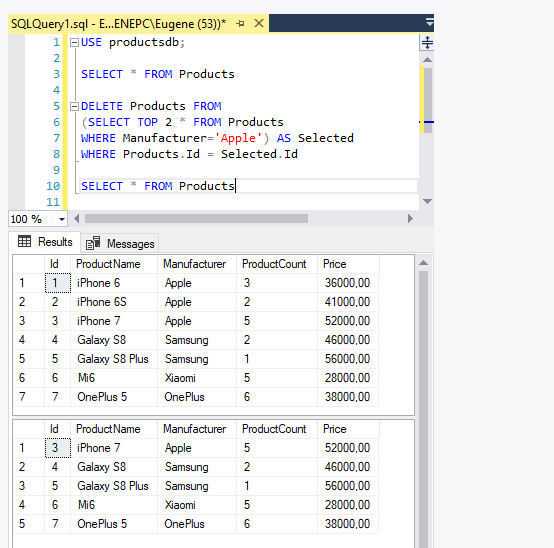 SQLQuery1.sql - E...ENEPC\Eugene (53))*
1 USE productsdb;
2
3 SELECT * FROM Products
4
5 DELETE Products FROM
6 (SELECT TOP 2 * FROM Products
7 WHERE Manufacturer='Apple') AS Selected
8 WHERE Products.Id = Selected.Id
9
10 SELECT * FROM Products
11
100 %
Results Messages
Id ProductName Manufacturer ProductCount Price
1 1 iPhone 6 Apple 3 36000,00
2 2 iPhone 6S Apple 2 41000,00
3 3 iPhone 7 Apple 5 52000,00
4 4 Galaxy S8 Samsung 2 46000,00
5 5 Galaxy S8 Plus Samsung 1 56000,00
6 6 Mi6 Xiaomi 5 28000,00
7 7 OnePlus 5 OnePlus 6 38000,00
Id ProductName Manufacturer ProductCount Price
1 3 iPhone 7 Apple 5 52000,00
2 4 Galaxy S8 Samsung 2 46000,00
3 5 Galaxy S8 Plus Samsung 1 56000,00
4 6 Mi6 Xiaomi 5 28000,00
5 7 OnePlus 5 OnePlus 6 38000,00